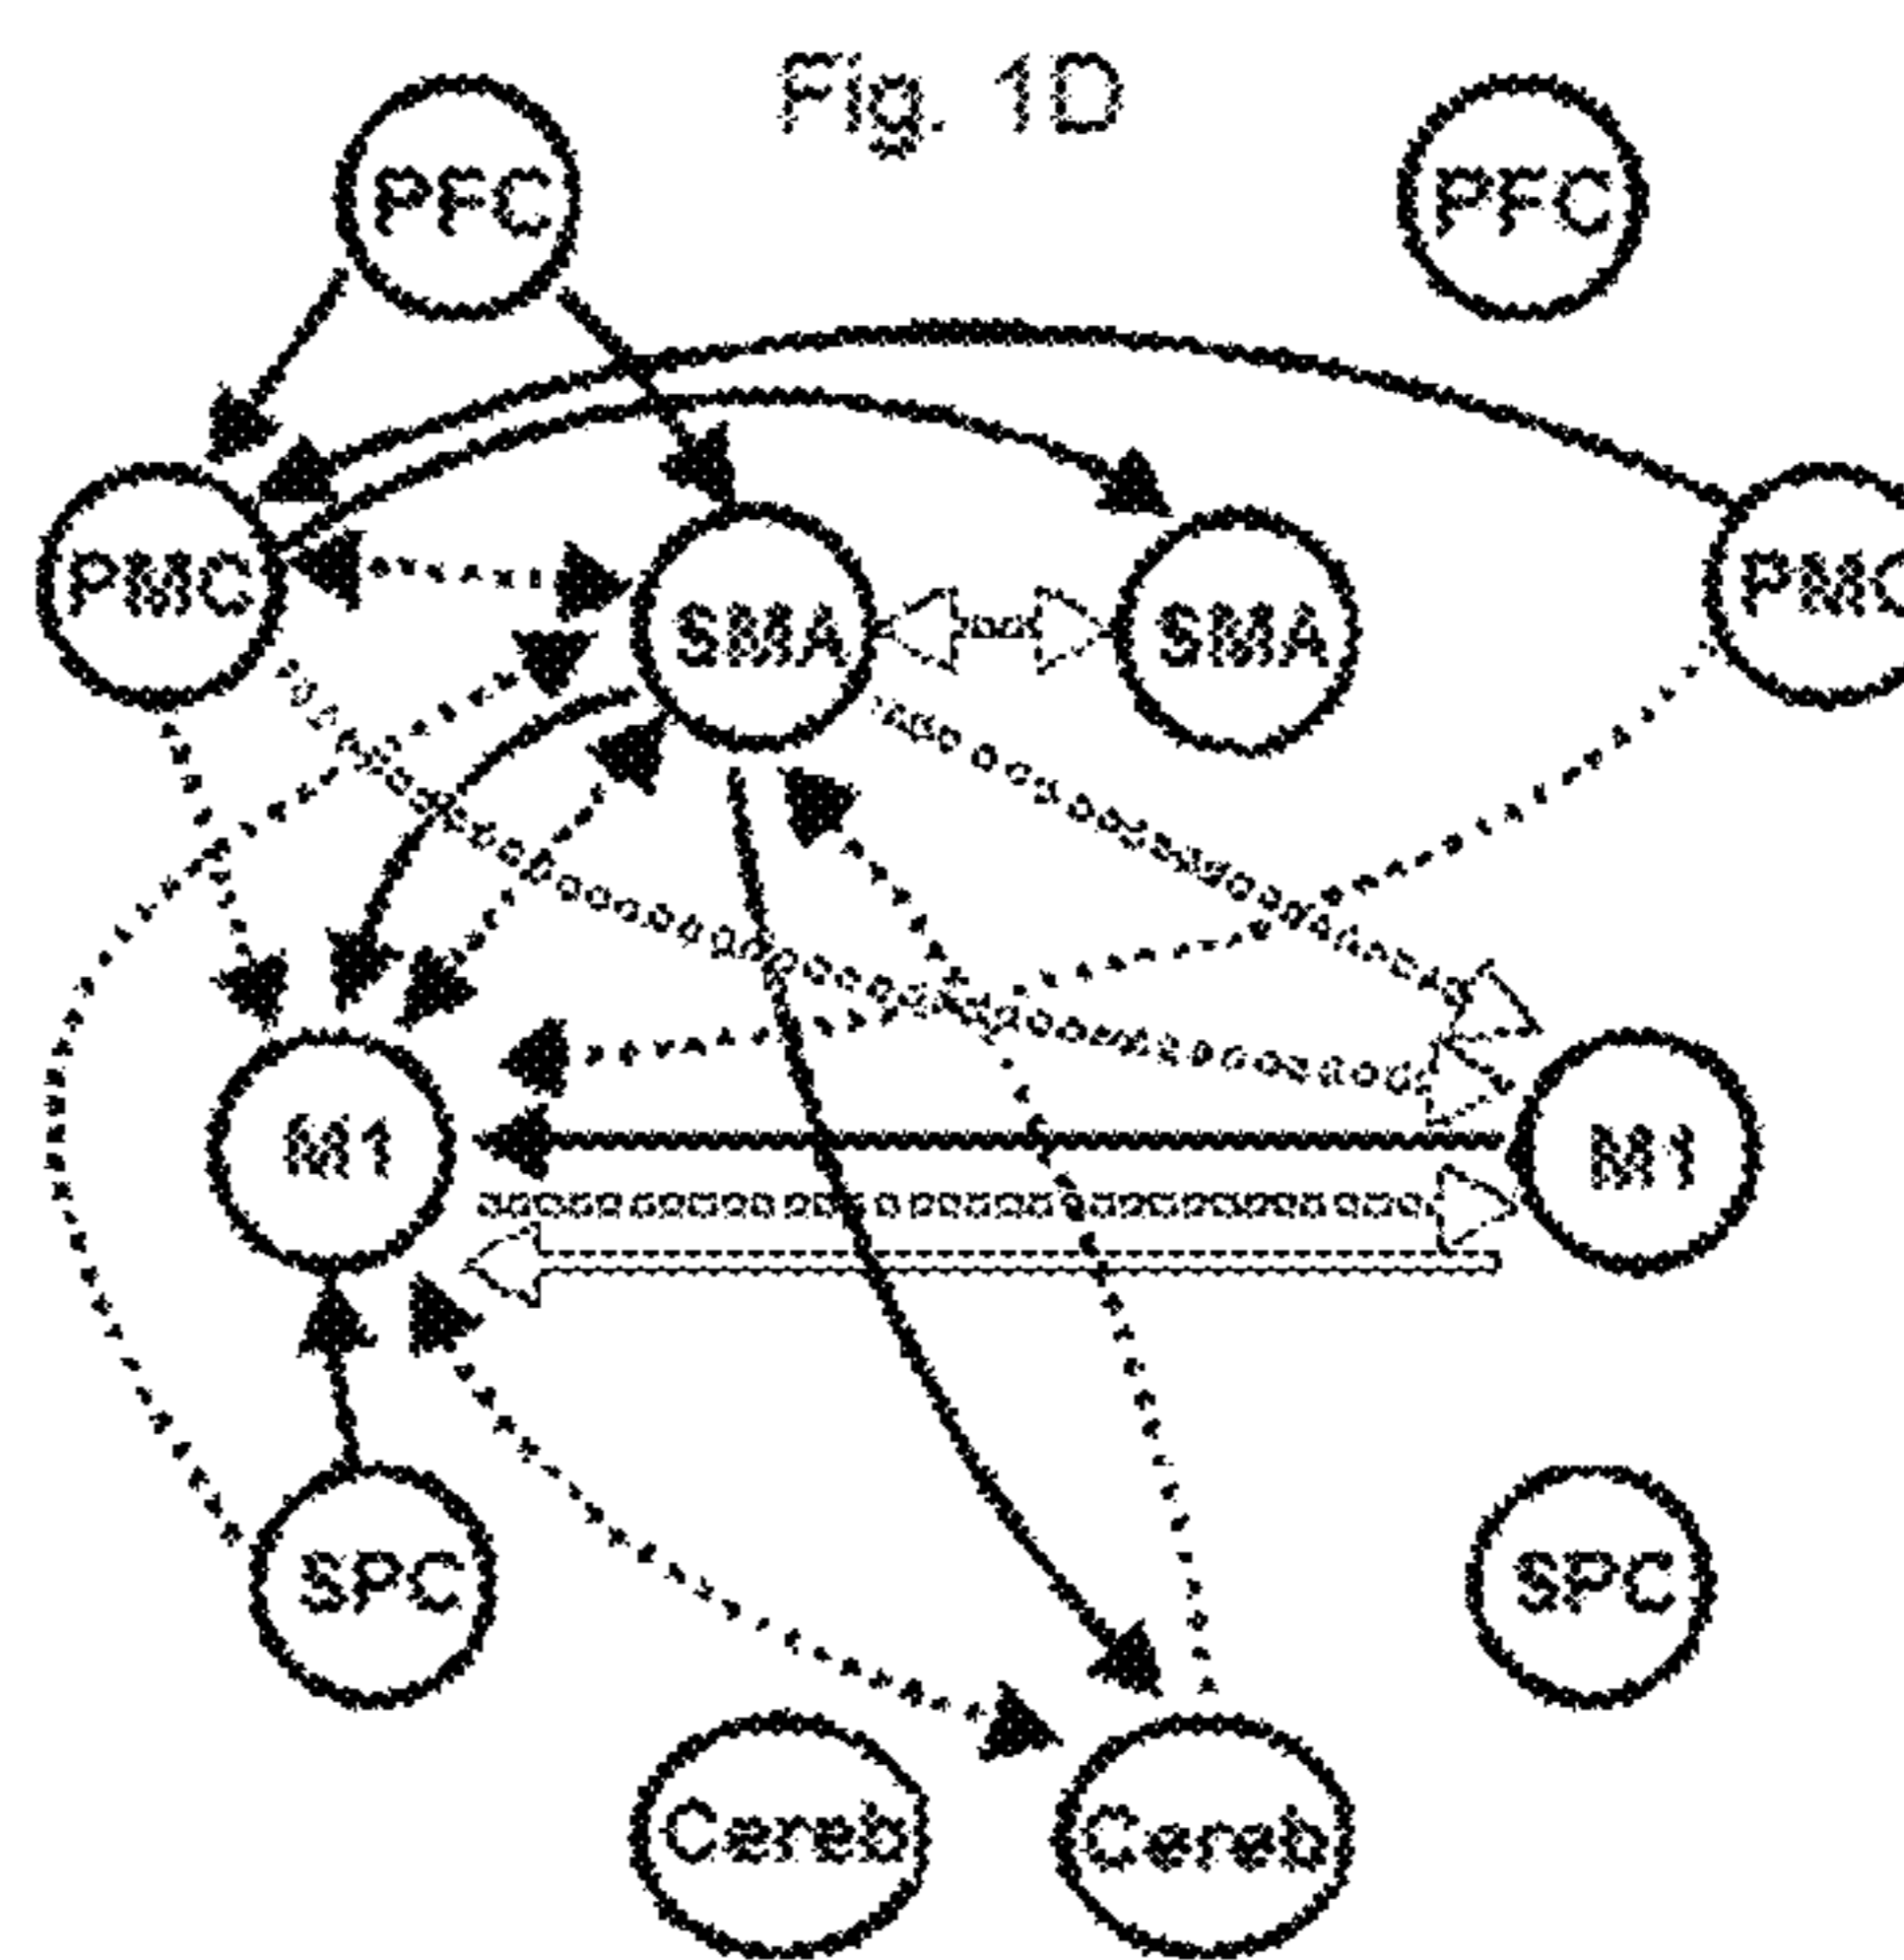 Fig. 1D
PFC PFC
PMC SMA SMA PMC
M1 M1
SPC SPC
Cereb Cereb